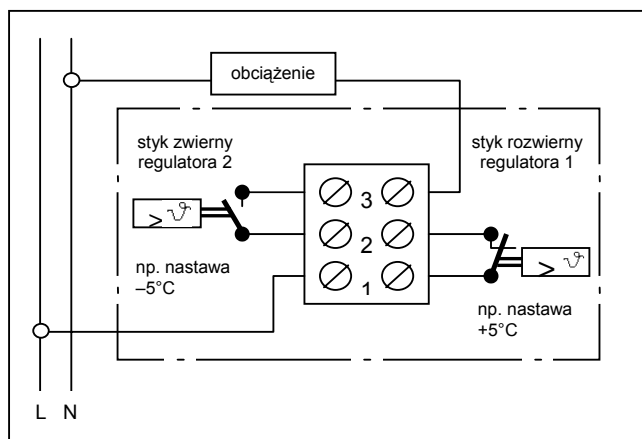 obciążenie
styk zwierny
regulatora 2
styk rozwierny
regulatora 1
3
2
1
> ϑ
> ϑ
np. nastawa
–5°C
np. nastawa
+5°C
L N